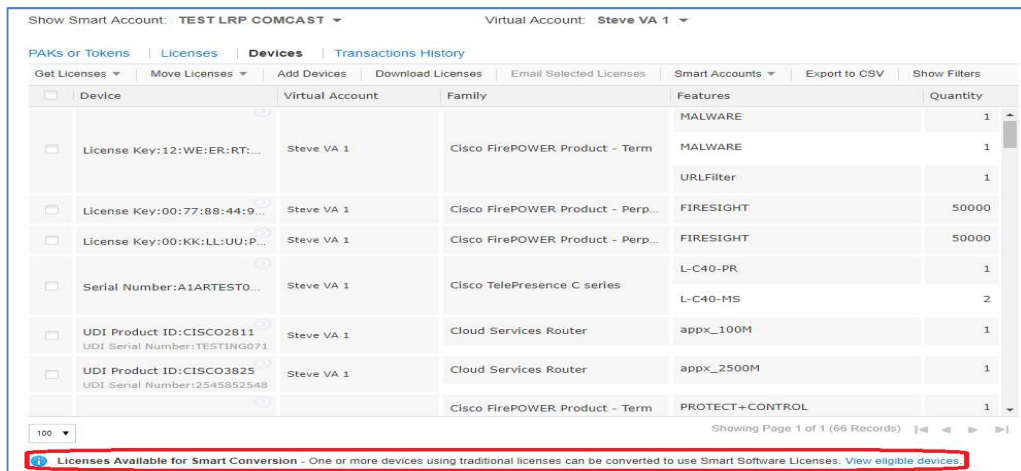 Show Smart Account: TEST LRP COMCAST Virtual Account: Steve VA 1
PAKs or Tokens Licenses Devices Transactions History
Get Licenses Move Licenses Add Devices Download Licenses Email Selected Licenses Smart Accounts Export to CSV Show Filters
Device Virtual Account Family Features Quantity
MALWARE 1
License Key:12:WE:ER:RT:... Steve VA 1 Cisco FirePOWER Product - Term MALWARE 1
URLFilter 1
License Key:00:77:88:44:9... Steve VA 1 Cisco FirePOWER Product - Perp... FIRESIGHT 50000
License Key:00:KK:LL:UU:P... Steve VA 1 Cisco FirePOWER Product - Perp... FIRESIGHT 50000
L-C40-PR 1
Serial Number:A1ARTEST0... Steve VA 1 Cisco TelePresence C series
L-C40-MS 2
UDI Product ID:CISCO2811 Steve VA 1 Cloud Services Router appx_100M 1
UDI Serial Number:TESTING071
UDI Product ID:CISCO3825 Steve VA 1 Cloud Services Router appx_2500M 1
UDI Serial Number:2545852548
Cisco FirePOWER Product - Term PROTECT+CONTROL 1
100 Showing Page 1 of 1 (66 Records)
Licenses Available for Smart Conversion - One or more devices using traditional licenses can be converted to use Smart Software Licenses. View eligible devices.